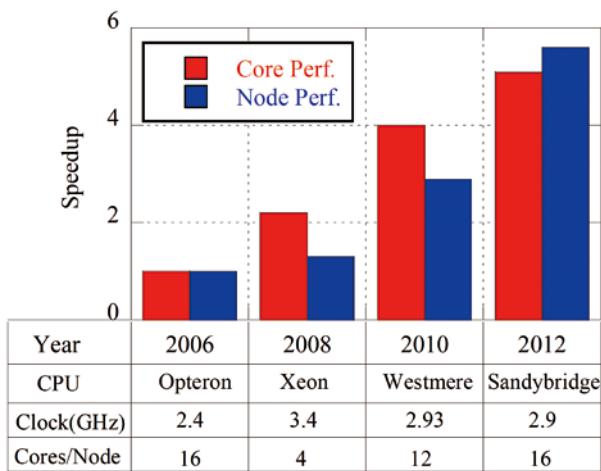 6
Core Perf.
Node Perf.
4
Speedup
2
0
Year 2006 2008 2010 2012
CPU Opteron Xeon Westmere Sandybridge
Clock(GHz) 2.4 3.4 2.93 2.9
Cores/Node 16 4 12 16